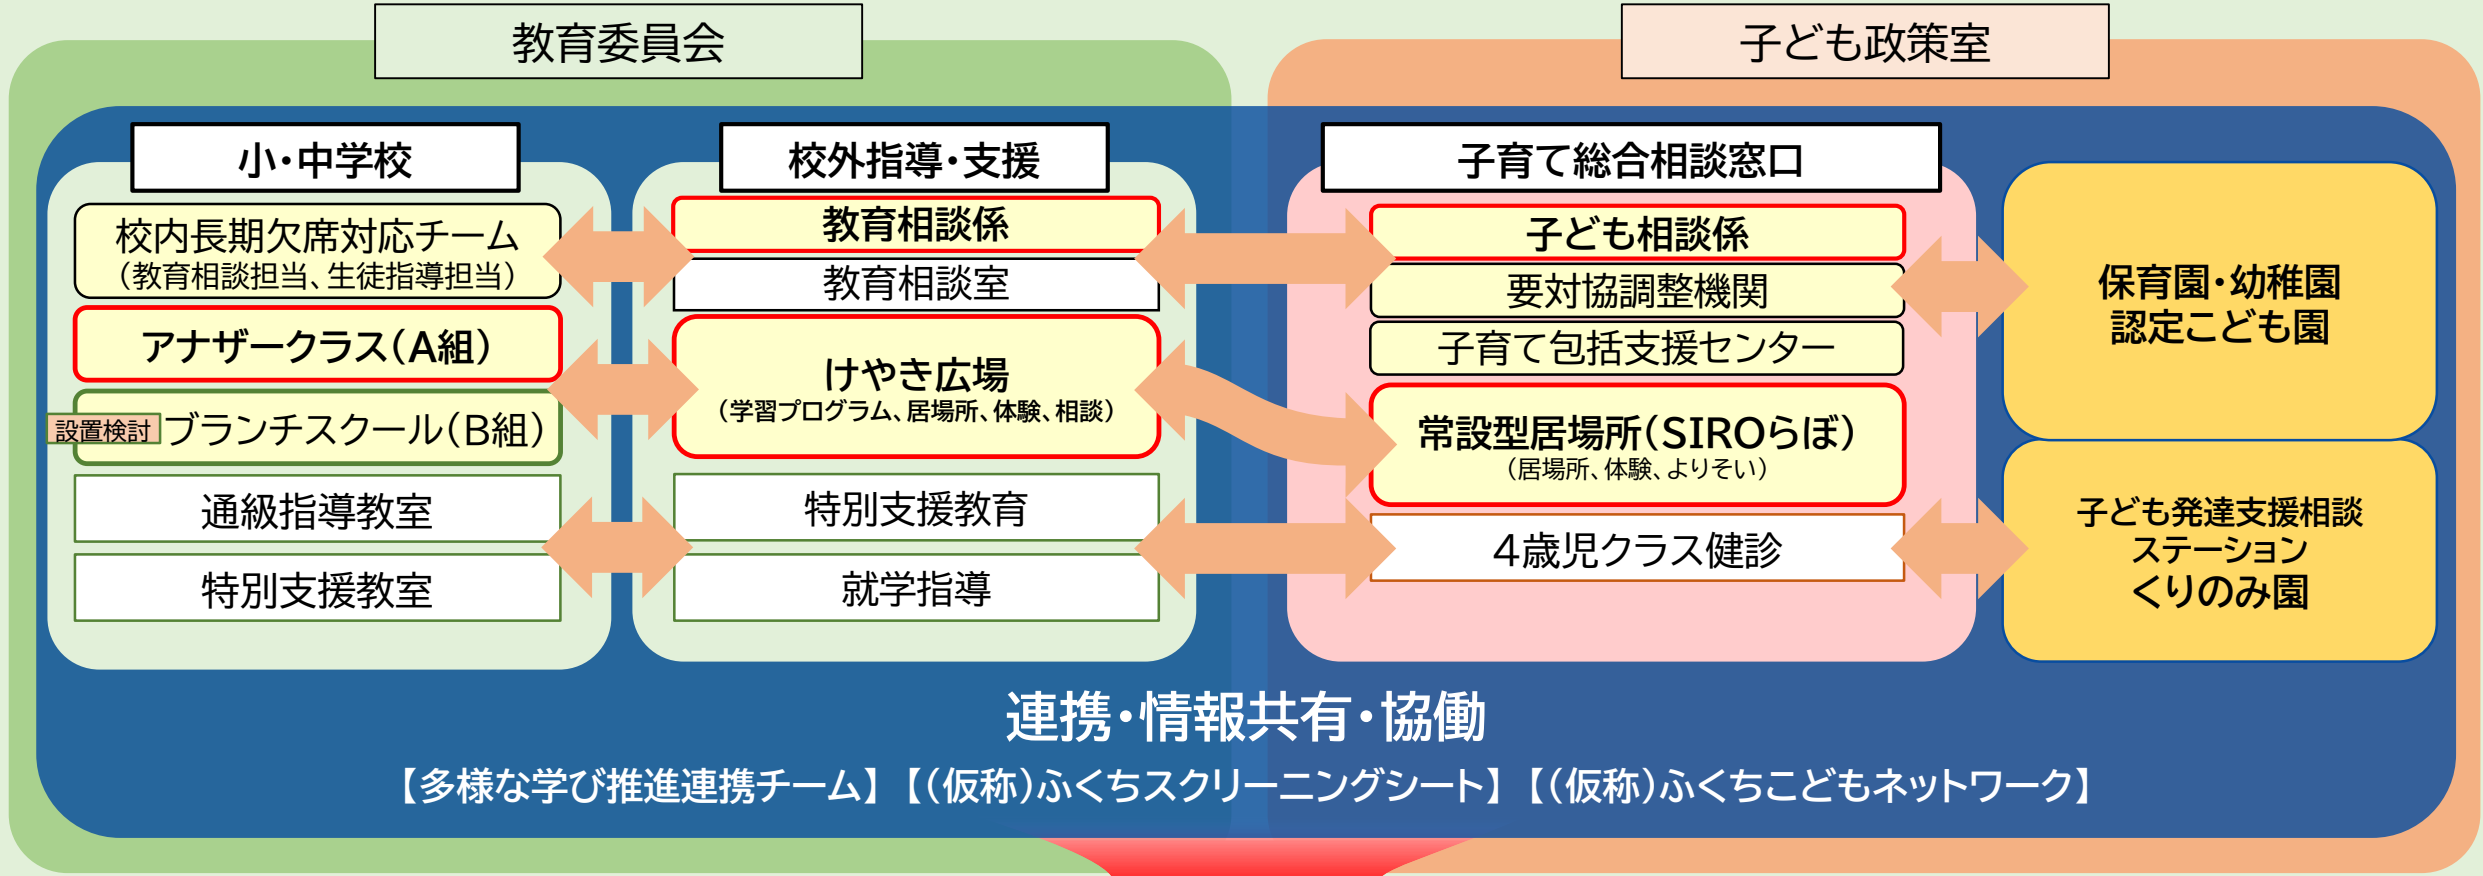 教育委員会
子ども政策室
小・中学校
校内長期欠席対応チーム
（教育相談担当、生徒指導担当）
アナザークラス（A組）
設置検討
ブランチスクール（B組）
通級指導教室
特別支援教室
校外指導・支援
教育相談係
教育相談室
けやき広場
（学習プログラム、居場所、体験、相談）
特別支援教育
就学指導
子育て総合相談窓口
子ども相談係
要対協調整機関
子育て包括支援センター
常設型居場所（SIROらぼ）
（居場所、体験、よりそい）
4歳児クラス健診
保育園・幼稚園
認定こども園
子ども発達支援相談
ステーション
くりのみ園
連携・情報共有・協働
【多様な学び推進連携チーム】【（仮称）ふくちスクリーニングシート】【（仮称）ふくちこどもネットワーク】